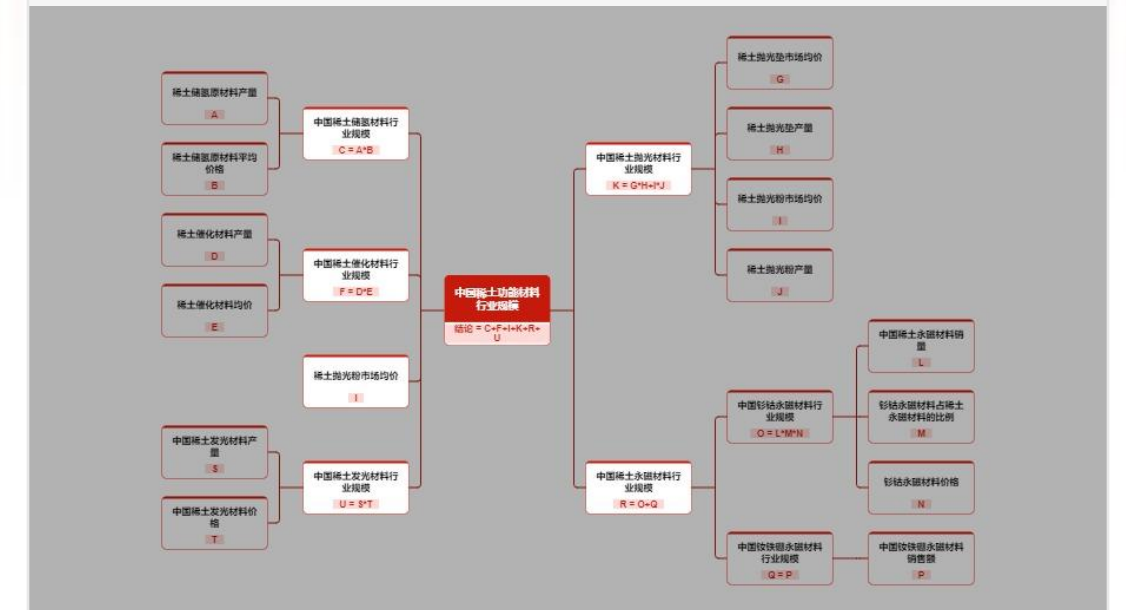 稀土储氢原材料产量
A
稀土储氢原材料平均
价格
B
中国稀土储氢材料行
业规模
C = A*B
稀土催化材料产量
D
稀土催化材料均价
E
中国稀土催化材料行
业规模
F = D*E
稀土抛光粉市场均价
I
中国稀土发光材料产
量
S
中国稀土发光材料价
格
T
中国稀土发光材料行
业规模
U = S*T
中国稀土功能材料
行业规模
结论 = C+F+I+K+R+
U
中国稀土抛光材料行
业规模
K = G*H+I*J
稀土抛光垫市场均价
G
稀土抛光垫产量
H
稀土抛光粉市场均价
I
稀土抛光粉产量
J
中国稀土永磁材料行
业规模
R = O+Q
中国钐钴永磁材料行
业规模
O = L*M*N
中国稀土永磁材料销
量
L
钐钴永磁材料占稀土
永磁材料的比例
M
钐钴永磁材料价格
N
中国钕铁硼永磁材料
行业规模
Q = P
中国钕铁硼永磁材料
销售额
P